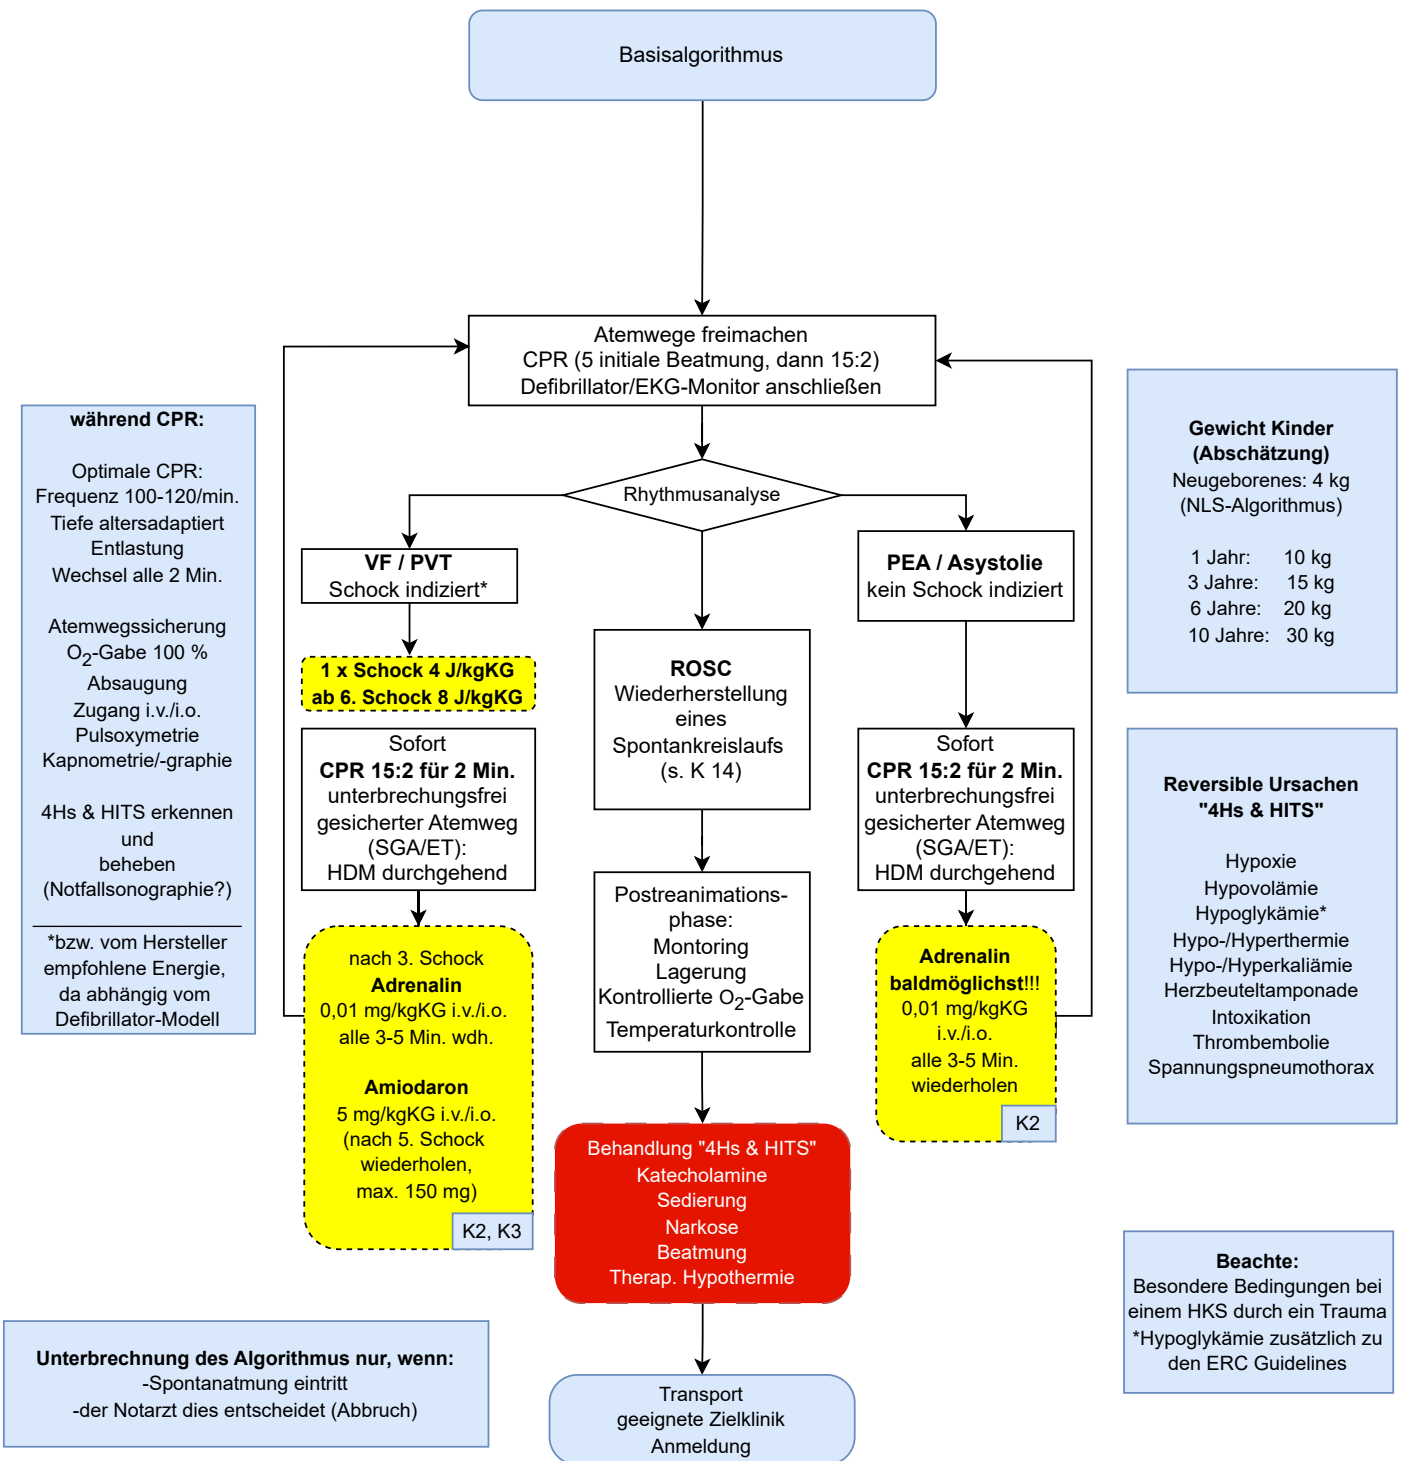 Basisalgorithmus
Atemwege freimachen
CPR (5 initiale Beatmung, dann 15:2)
Defibrillator/EKG-Monitor anschließen
während CPR:
Optimale CPR:
Frequenz 100-120/min.
Tiefe altersadaptiert
Entlastung
Wechsel alle 2 Min.
Atemwegssicherung
O2-Gabe 100 %
Absaugung
Zugang i.v./i.o.
Pulsoxymetrie
Kapnometrie/-graphie
4Hs & HITS erkennen
und
beheben
(Notfallsonographie?)
*bzw. vom Hersteller
empfohlene Energie,
da abhängig vom
Defibrillator-Modell
Rhythmusanalyse
VF / PVT
Schock indiziert*
1 x Schock 4 J/kgKG
ab 6. Schock 8 J/kgKG
Sofort
CPR 15:2 für 2 Min.
unterbrechungsfrei
gesicherter Atemweg
(SGA/ET):
HDM durchgehend
nach 3. Schock
Adrenalin
0,01 mg/kgKG i.v./i.o.
alle 3-5 Min. wdh.
Amiodaron
5 mg/kgKG i.v./i.o.
(nach 5. Schock
wiederholen,
max. 150 mg)
K2, K3
ROSC
Wiederherstellung
eines
Spontankreislaufs
(s. K 14)
Postreanimations-
phase:
Montoring
Lagerung
Kontrollierte O2-Gabe
Temperaturkontrolle
Behandlung "4Hs & HITS"
Katecholamine
Sedierung
Narkose
Beatmung
Therap. Hypothermie
Transport
geeignete Zielklinik
Anmeldung
PEA / Asystolie
kein Schock indiziert
Sofort
CPR 15:2 für 2 Min.
unterbrechungsfrei
gesicherter Atemweg
(SGA/ET):
HDM durchgehend
Adrenalin
baldmöglichst!!!
0,01 mg/kgKG
i.v./i.o.
alle 3-5 Min.
wiederholen
K2
Gewicht Kinder
(Abschätzung)
Neugeborenes: 4 kg
(NLS-Algorithmus)
1 Jahr: 10 kg
3 Jahre: 15 kg
6 Jahre: 20 kg
10 Jahre: 30 kg
Reversible Ursachen
"4Hs & HITS"
Hypoxie
Hypovolämie
Hypoglykämie*
Hypo-/Hyperthermie
Hypo-/Hyperkaliämie
Herzbeuteltamponade
Intoxikation
Thrombembolie
Spannungspneumothorax
Beachte:
Besondere Bedingungen bei
einem HKS durch ein Trauma
*Hypoglykämie zusätzlich zu
den ERC Guidelines
Unterbrechnung des Algorithmus nur, wenn:
-Spontanatmung eintritt
-der Notarzt dies entscheidet (Abbruch)